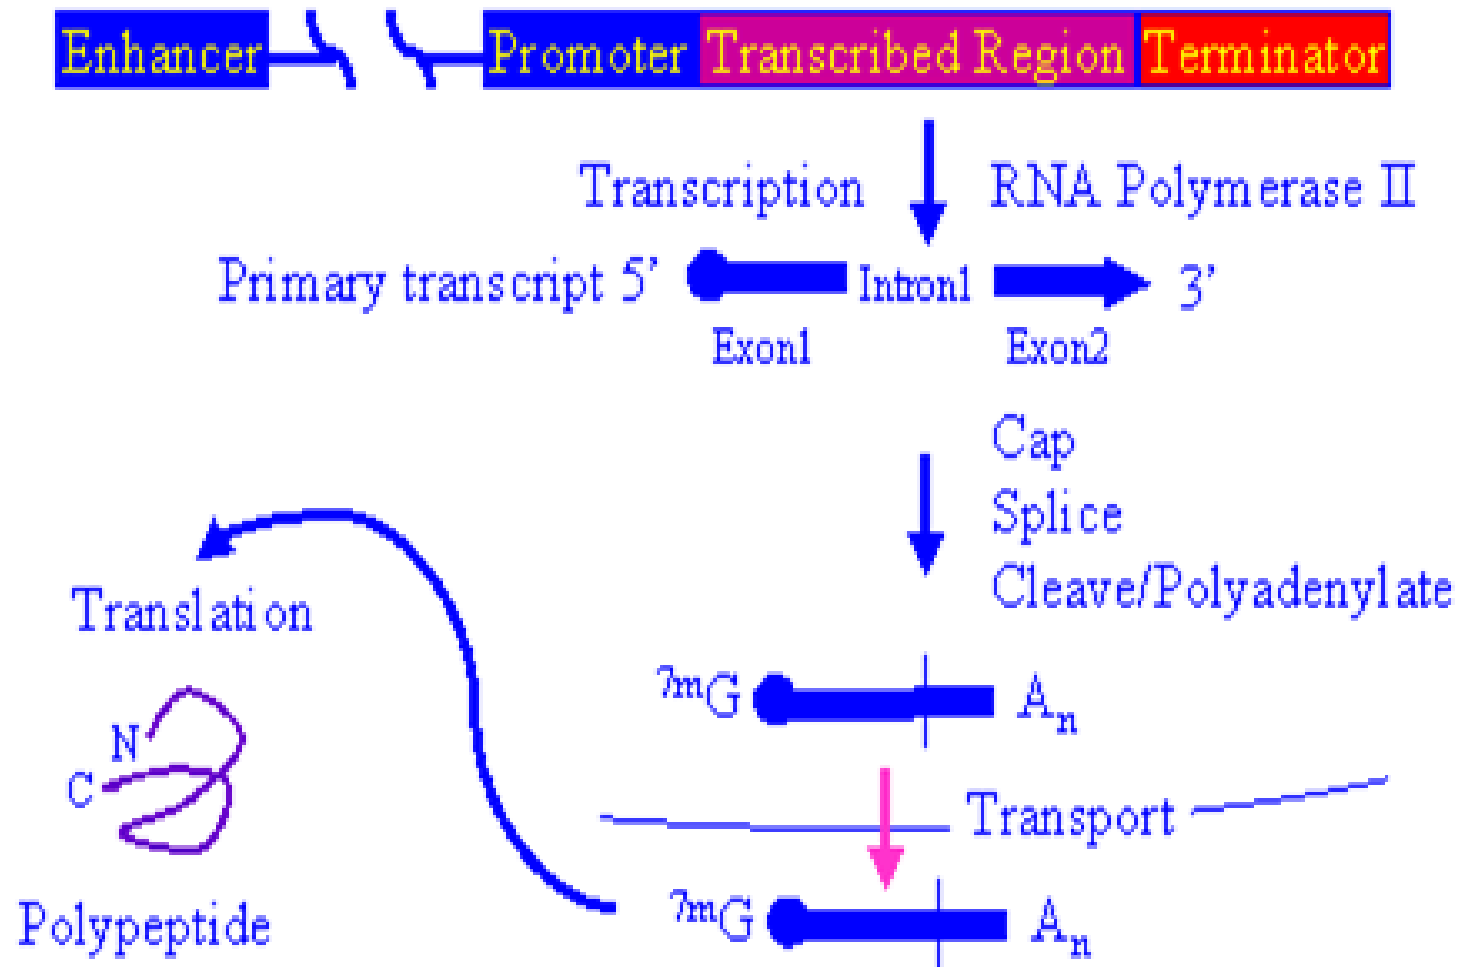 Enhancer Promoter Transcribed Region Terminator
Transcription RNA Polymerase II
Primary transcript 5’ Intron1 3’
Exon1 Exon2
Cap
Splice
Cleave/Polyadenylate
Translation
7mG An
N
C
Transport
7mG An
Polypeptide